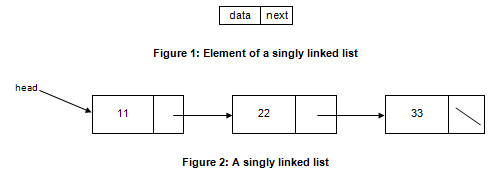 data next
Figure 1: Element of a singly linked list
head
11 22 33
Figure 2: A singly linked list